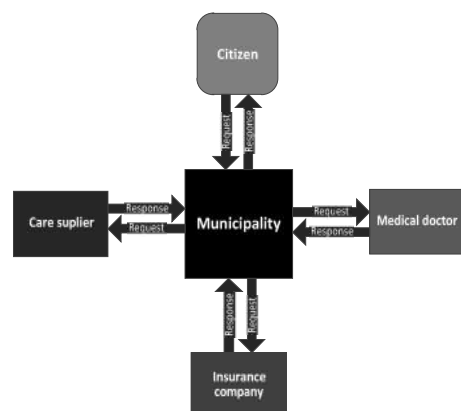 Citizen
Request
Response
Care suplier
Response
Request
Municipality
Request
Response
Medical doctor
Response
Request
Insurance
company